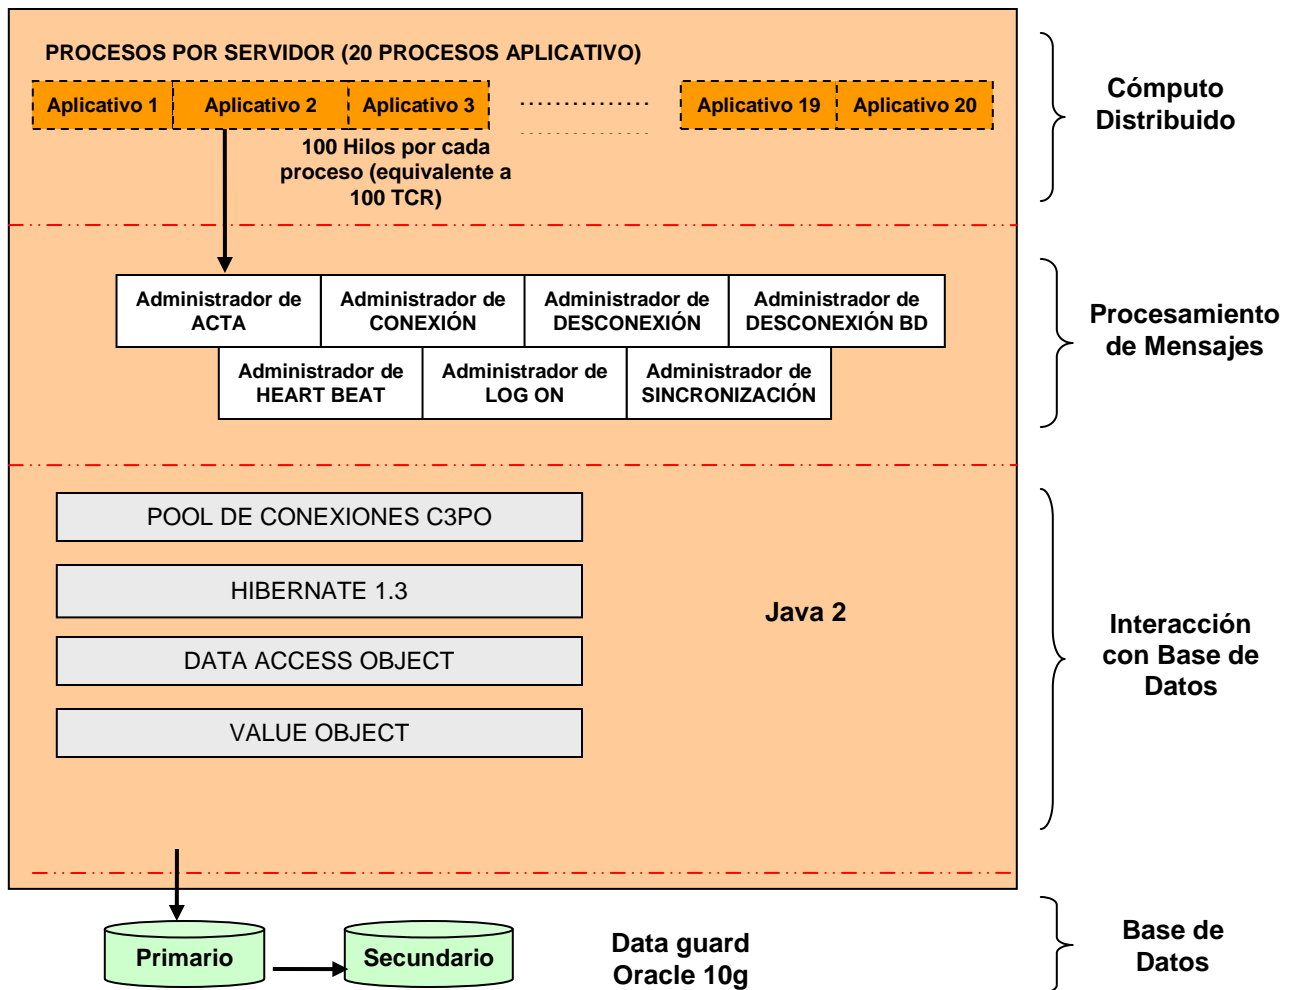 PROCESOS POR SERVIDOR (20 PROCESOS APLICATIVO)
Aplicativo 1
Aplicativo 2
Aplicativo 3
Aplicativo 19
Aplicativo 20
100 Hilos por cada
proceso (equivalente a
100 TCR)
Cómputo
Distribuido
Administrador de
ACTA
Administrador de
CONEXIÓN
Administrador de
DESCONEXIÓN
Administrador de
DESCONEXIÓN BD
Administrador de
HEART BEAT
Administrador de
LOG ON
Administrador de
SINCRONIZACIÓN
Procesamiento
de Mensajes
POOL DE CONEXIONES C3PO
HIBERNATE 1.3
DATA ACCESS OBJECT
VALUE OBJECT
Java 2
Interacción
con Base de
Datos
Primario
Secundario
Data guard
Oracle 10g
Base de
Datos